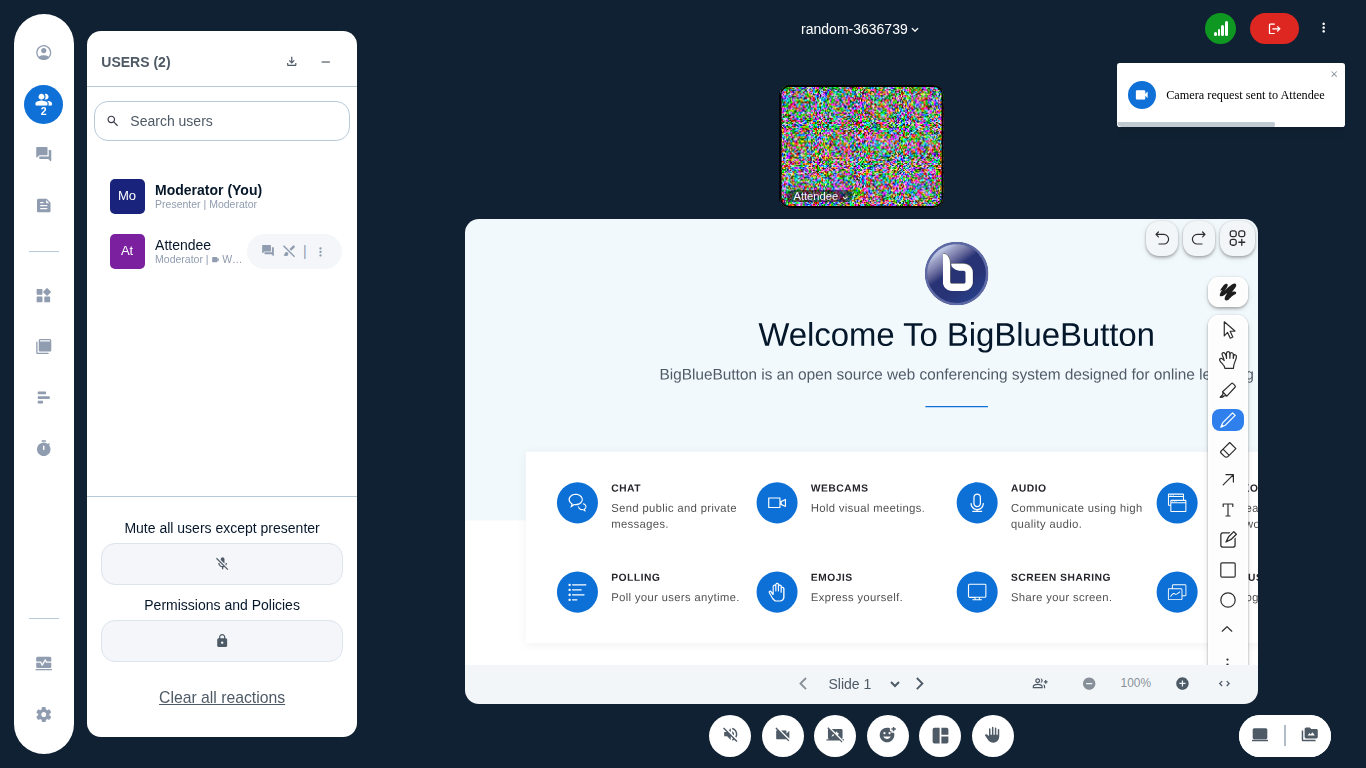 random-3636739
USERS (2)
2
Search users
Mo
Moderator (You)
Presenter | Moderator
At
Attendee
Moderator | W...
Mute all users except presenter
Permissions and Policies
Clear all reactions
Camera request sent to Attendee
Attendee
Welcome To BigBlueButton
BigBlueButton is an open source web conferencing system designed for online
CHAT
Send public and private
messages.
WEBCAMS
Hold visual meetings.
AUDIO
Communicate using high
quality audio.
POLLING
Poll your users anytime.
EMOJIS
Express yourself.
SCREEN SHARING
Share your screen.
Slide 1
100%